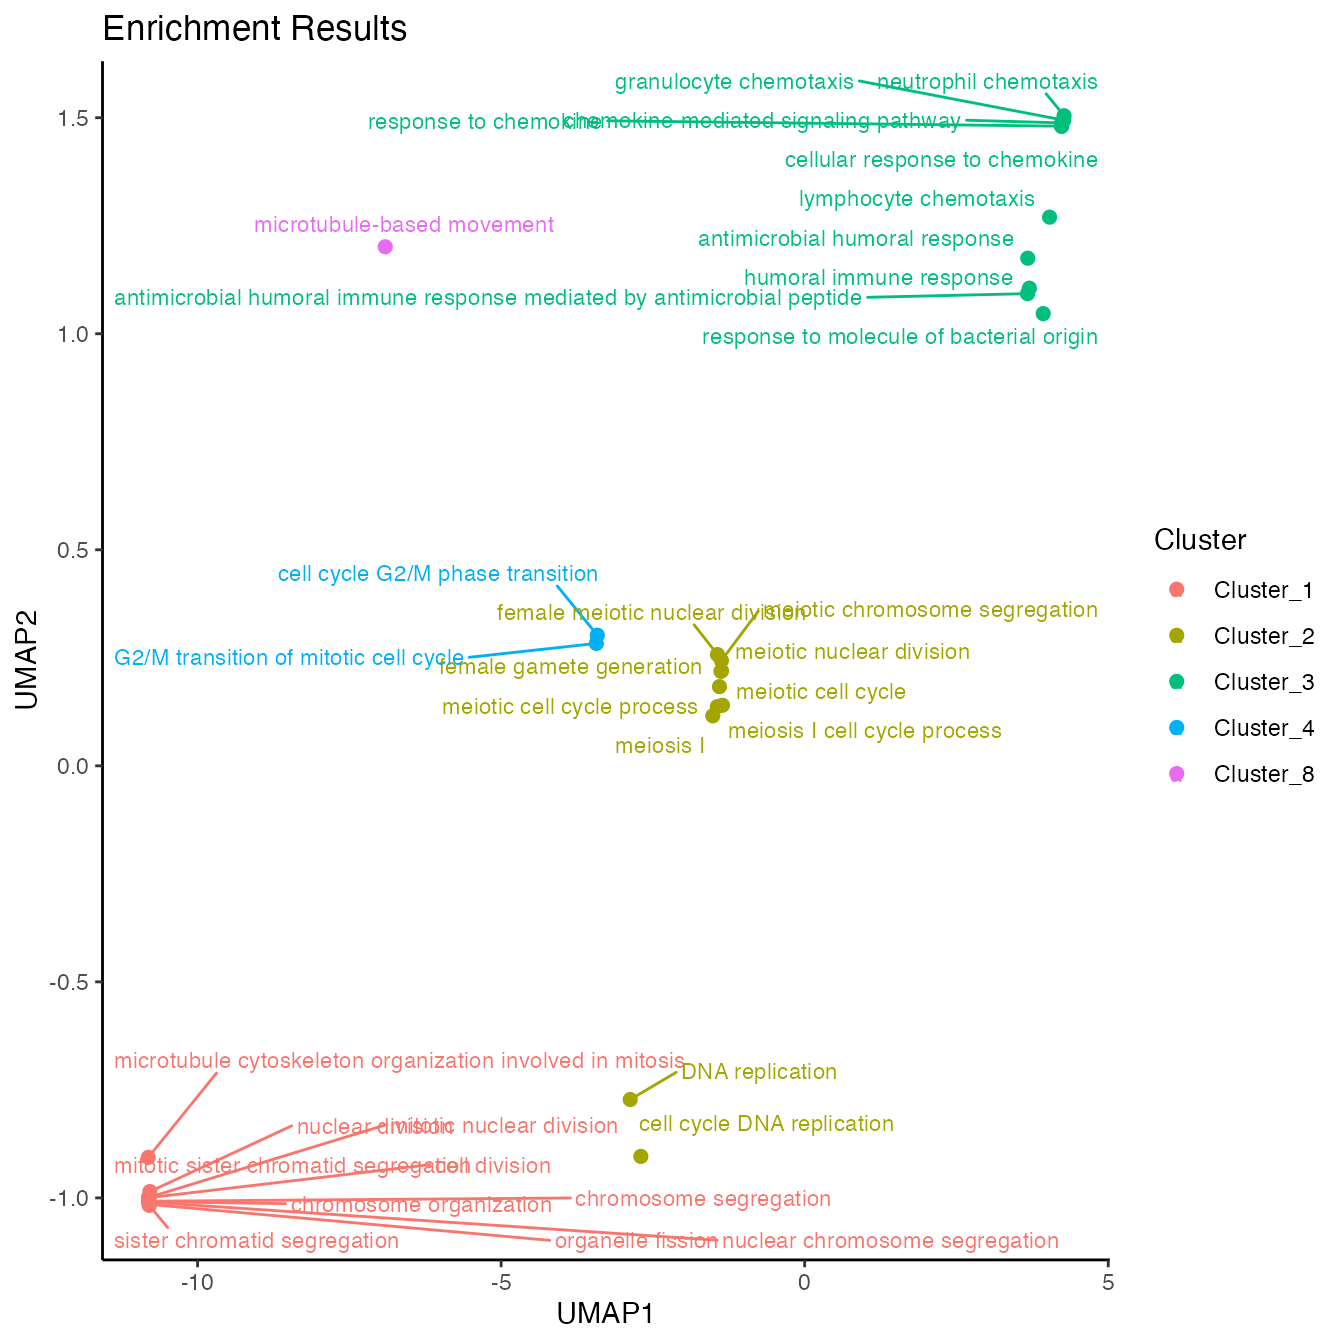 Enrichment Results
granulocyte chemotaxis
neutrophil chemotaxis
response to chemokine
chemokine-mediated signaling pathway
cellular response to chemokine
lymphocyte chemotaxis
microtubule-based movement
antimicrobial humoral response
humoral immune response
antimicrobial humoral immune response mediated by antimicrobial peptide
response to molecule of bacterial origin
cell cycle G2/M phase transition
female meiotic nuclear division
meiotic chromosome segregation
G2/M transition of mitotic cell cycle
meiotic nuclear division
female gamete generation
meiotic cell cycle
meiotic cell cycle process
meiosis I cell cycle process
meiosis I
microtubule cytoskeleton organization involved in mitosis
DNA replication
nuclear division
mitotic nuclear division
cell cycle DNA replication
mitotic sister chromatid segregation
cell division
chromosome segregation
chromosome organization
sister chromatid segregation
organelle fission
nuclear chromosome segregation
1.5
1.0
0.5
0.0
-0.5
-1.0
UMAP2
-10
-5
0
5
UMAP1
Cluster
Cluster_1
Cluster_2
Cluster_3
Cluster_4
Cluster_8